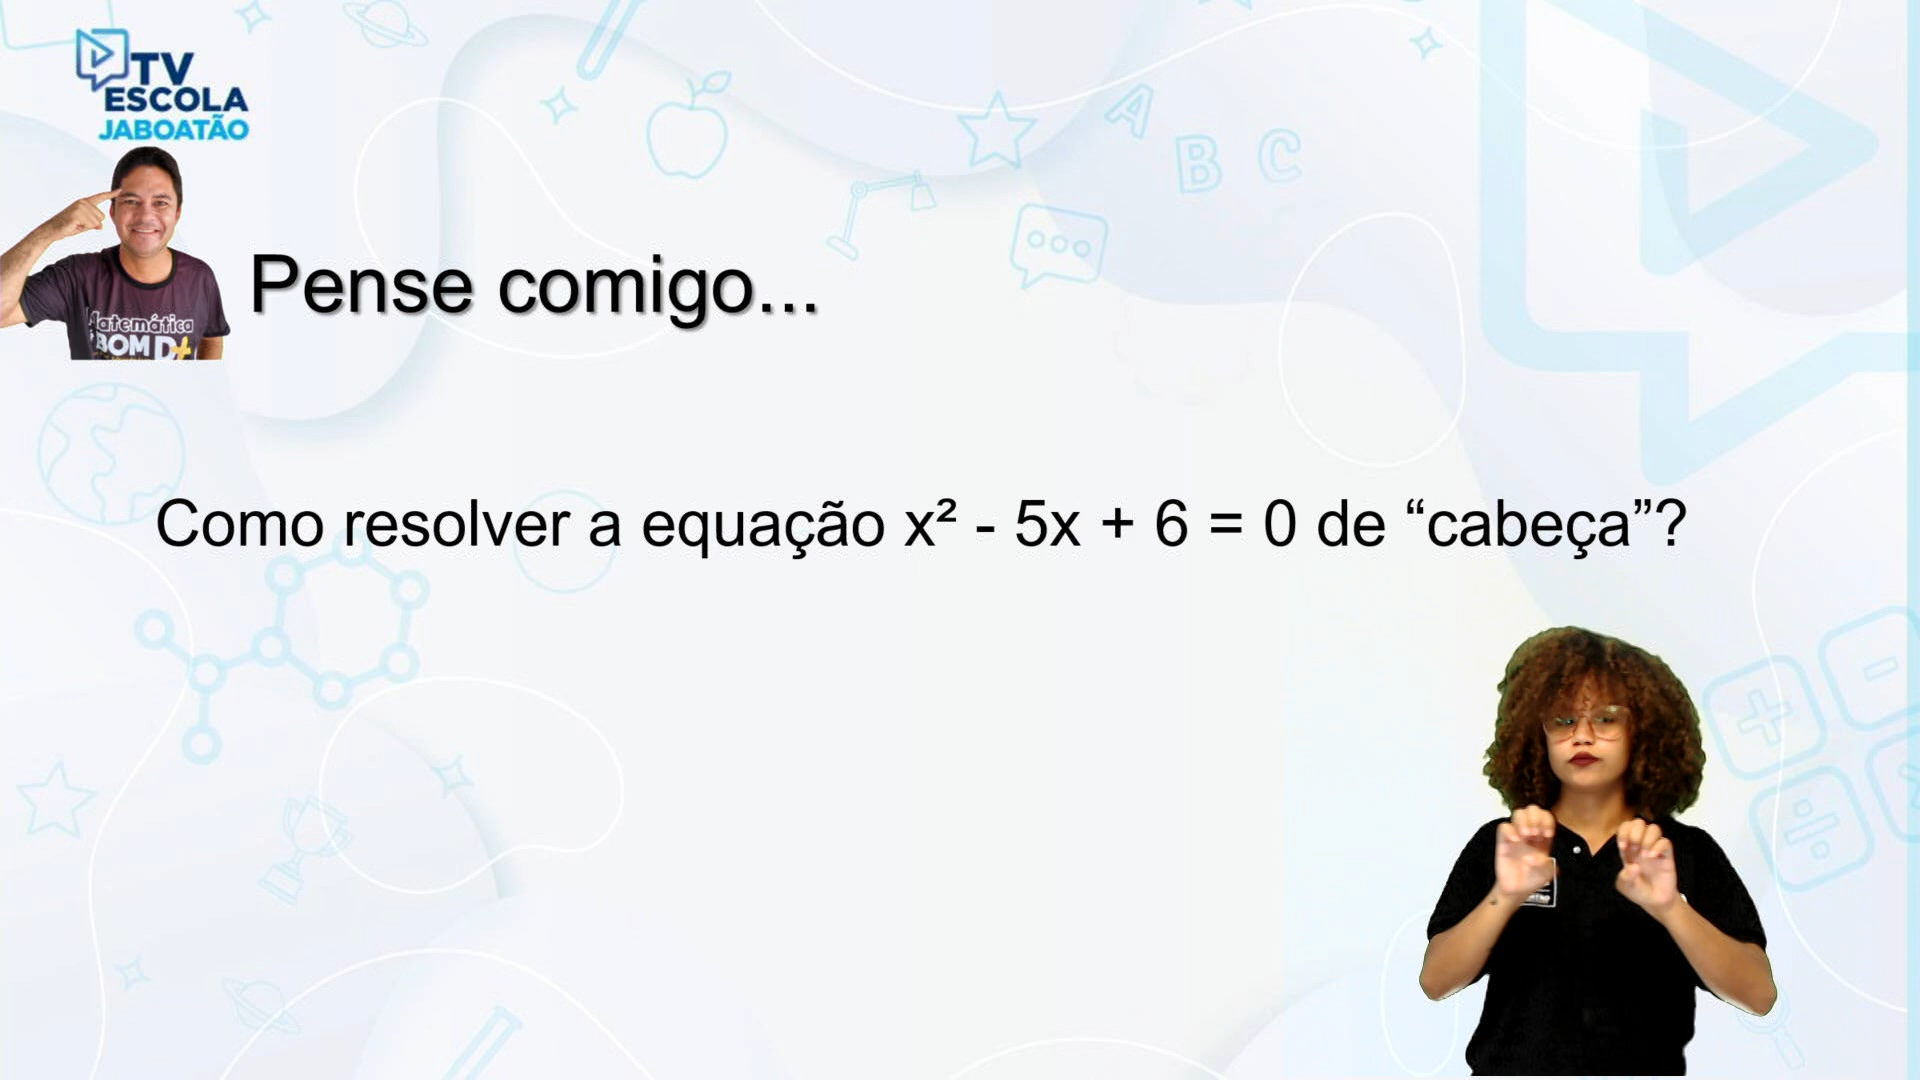 TV
ESCOLA
JABOATÃO
Pense comigo...
Matemática
BOM D+
A B C
Como resolver a equação x² - 5x + 6 = 0 de “cabeça”?